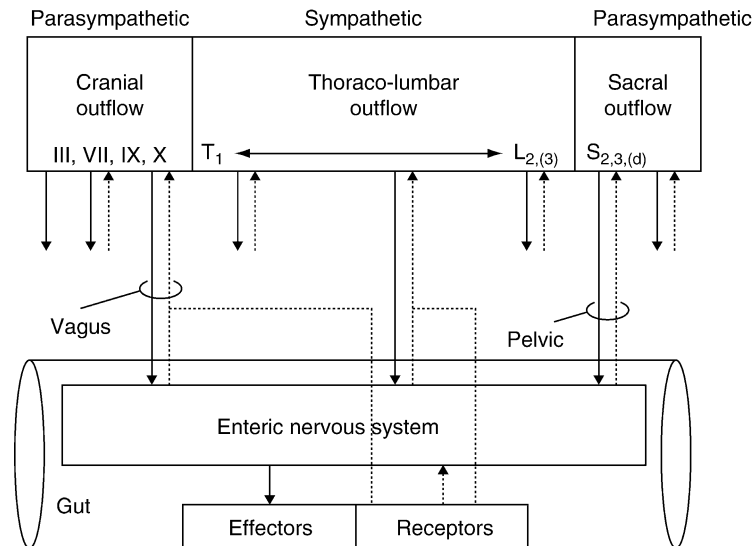 Parasympathetic Sympathetic Parasympathetic
Cranial
outflow
Thoraco-lumbar
outflow
Sacral
outflow
III, VII, IX, X T₁ L₂,₍₃₎ S₂,₃,₍d₎
Vagus
Pelvic
Enteric nervous system
Gut
Effectors Receptors